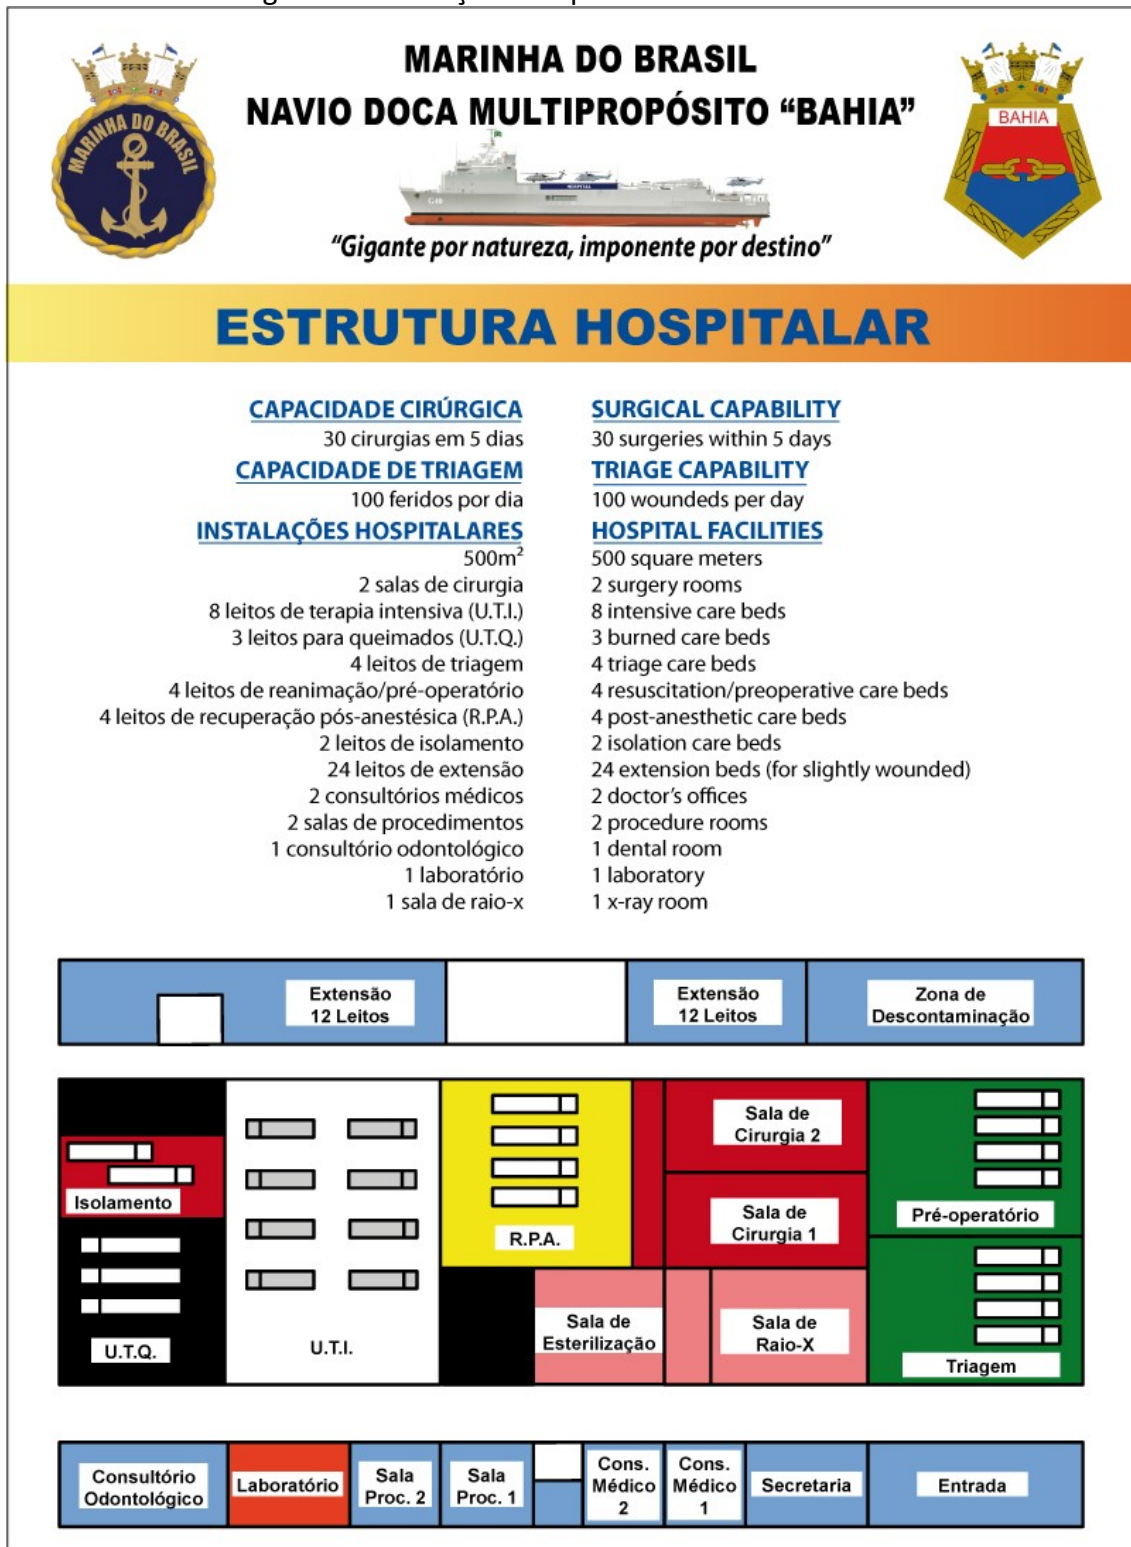 MARINHA DO BRASIL
NAVIO DOCA MULTIPROPÓSITO “BAHIA”
MARINHA DO BRASIL
BAHIA
HOSPITAL
G40
“Gigante por natureza, imponente por destino”
ESTRUTURA HOSPITALAR
CAPACIDADE CIRÚRGICA
30 cirurgias em 5 dias
CAPACIDADE DE TRIAGEM
100 feridos por dia
INSTALAÇÕES HOSPITALARES
500m²
2 salas de cirurgia
8 leitos de terapia intensiva (U.T.I.)
3 leitos para queimados (U.T.Q.)
4 leitos de triagem
4 leitos de reanimação/pré-operatório
4 leitos de recuperação pós-anestésica (R.P.A.)
2 leitos de isolamento
24 leitos de extensão
2 consultórios médicos
2 salas de procedimentos
1 consultório odontológico
1 laboratório
1 sala de raio-x
SURGICAL CAPABILITY
30 surgeries within 5 days
TRIAGE CAPABILITY
100 woundeds per day
HOSPITAL FACILITIES
500 square meters
2 surgery rooms
8 intensive care beds
3 burned care beds
4 triage care beds
4 resuscitation/preoperative care beds
4 post-anesthetic care beds
2 isolation care beds
24 extension beds (for slightly wounded)
2 doctor’s offices
2 procedure rooms
1 dental room
1 laboratory
1 x-ray room
Extensão
12 Leitos
Extensão
12 Leitos
Zona de
Descontaminação
Isolamento
U.T.Q.
U.T.I.
R.P.A.
Sala de
Cirurgia 2
Sala de
Cirurgia 1
Sala de
Esterilização
Sala de
Raio-X
Pré-operatório
Triagem
Consultório
Odontológico
Laboratório
Sala
Proc. 2
Sala
Proc. 1
Cons.
Médico
2
Cons.
Médico
1
Secretaria
Entrada